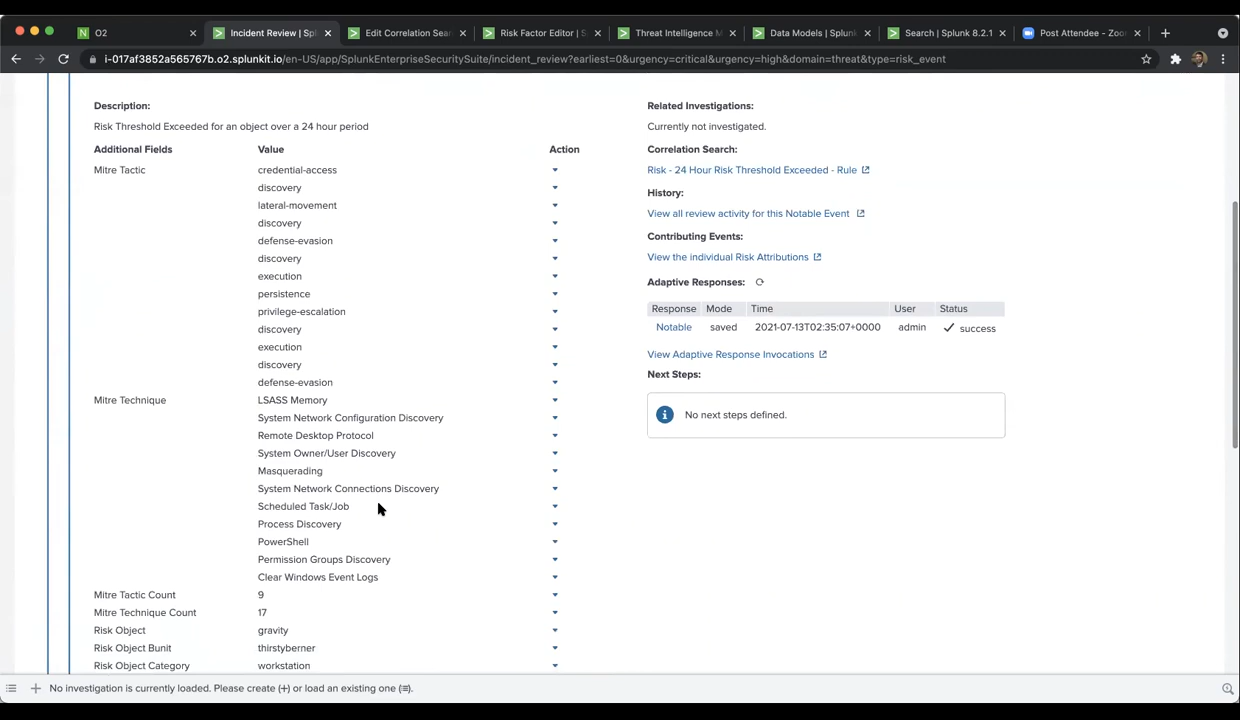 O2
Incident Review | Spl
Edit Correlation Sear
Risk Factor Editor | S
Threat Intelligence M
Data Models | Splunk
Search | Splunk 8.2.1
Post Attendee - Zoom
i-017af3852a565767b.o2.splunkit.io/en-US/app/SplunkEnterpriseSecuritySuite/incident_review?earliest=0&urgency=critical&urgency=high&domain=threat&type=risk_event
Description:
Risk Threshold Exceeded for an object over a 24 hour period
Additional Fields Value Action
Mitre Tactic credential-access
discovery
lateral-movement
discovery
defense-evasion
discovery
execution
persistence
privilege-escalation
discovery
execution
discovery
defense-evasion
Mitre Technique LSASS Memory
System Network Configuration Discovery
Remote Desktop Protocol
System Owner/User Discovery
Masquerading
System Network Connections Discovery
Scheduled Task/Job
Process Discovery
PowerShell
Permission Groups Discovery
Clear Windows Event Logs
Mitre Tactic Count 9
Mitre Technique Count 17
Risk Object gravity
Risk Object Bunit thirstyberner
Risk Object Category workstation
Related Investigations:
Currently not investigated.
Correlation Search:
Risk - 24 Hour Risk Threshold Exceeded - Rule
History:
View all review activity for this Notable Event
Contributing Events:
View the individual Risk Attributions
Adaptive Responses:
Response Mode Time User Status
Notable saved 2021-07-13T02:35:07+0000 admin success
View Adaptive Response Invocations
Next Steps:
No next steps defined.
No investigation is currently loaded. Please create (+) or load an existing one (≡).